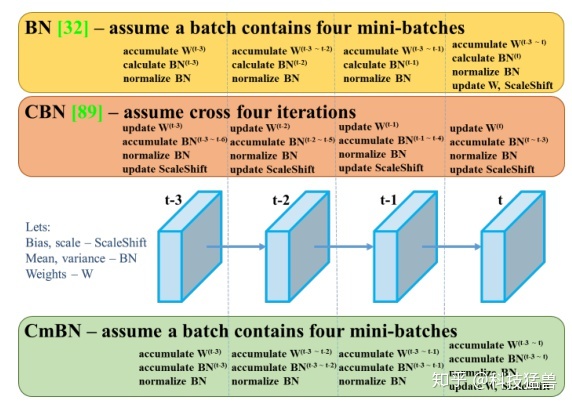 BN [32] – assume a batch contains four mini-batches
accumulate W(t-3)
calculate BN(t-3)
normalize BN
accumulate W(t-3 ~ t-2)
calculate BN(t-2)
normalize BN
accumulate W(t-3 ~ t-1)
calculate BN(t-1)
normalize BN
accumulate W(t-3 ~ t)
calculate BN(t)
normalize BN
update W, ScaleShift
CBN [89] – assume cross four iterations
update W(t-3)
accumulate BN(t-3 ~ t-6)
normalize BN
update ScaleShift
update W(t-2)
accumulate BN(t-2 ~ t-5)
normalize BN
update ScaleShift
update W(t-1)
accumulate BN(t-1 ~ t-4)
normalize BN
update ScaleShift
update W(t)
accumulate BN(t ~ t-3)
normalize BN
update ScaleShift
t-3
t-2
t-1
t
Lets:
Bias, scale – ScaleShift
Mean, variance – BN
Weights – W
CmBN – assume a batch contains four mini-batches
accumulate W(t-3)
accumulate BN(t-3)
normalize BN
accumulate W(t-3 ~ t-2)
accumulate BN(t-3 ~ t-2)
normalize BN
accumulate W(t-3 ~ t-1)
accumulate BN(t-3 ~ t-1)
normalize BN
accumulate W(t-3 ~ t)
accumulate BN(t-3 ~ t)
normalize BN
update W, ScaleShift
知乎 @科技猛兽